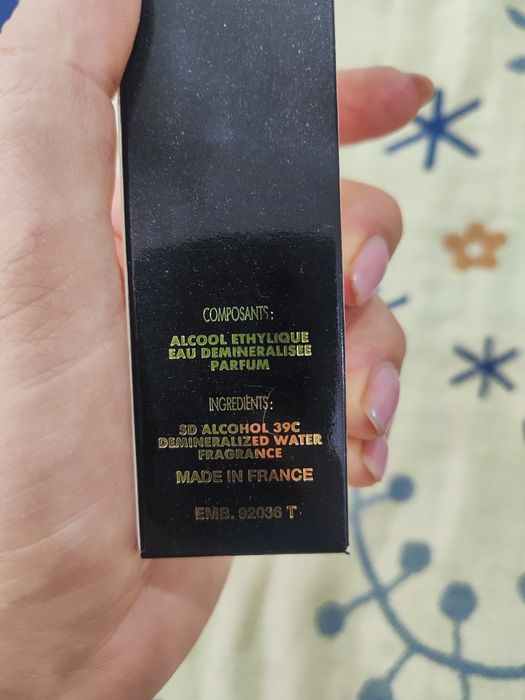 COMPOSANTS:
ALCOOL ETHYLIQUE
EAU DEMINERALISEE
PARFUM
INGREDIENTS:
SD ALCOHOL 39C
DEMINERALIZED WATER
FRAGRANCE
MADE IN FRANCE
EMB. 92036 T